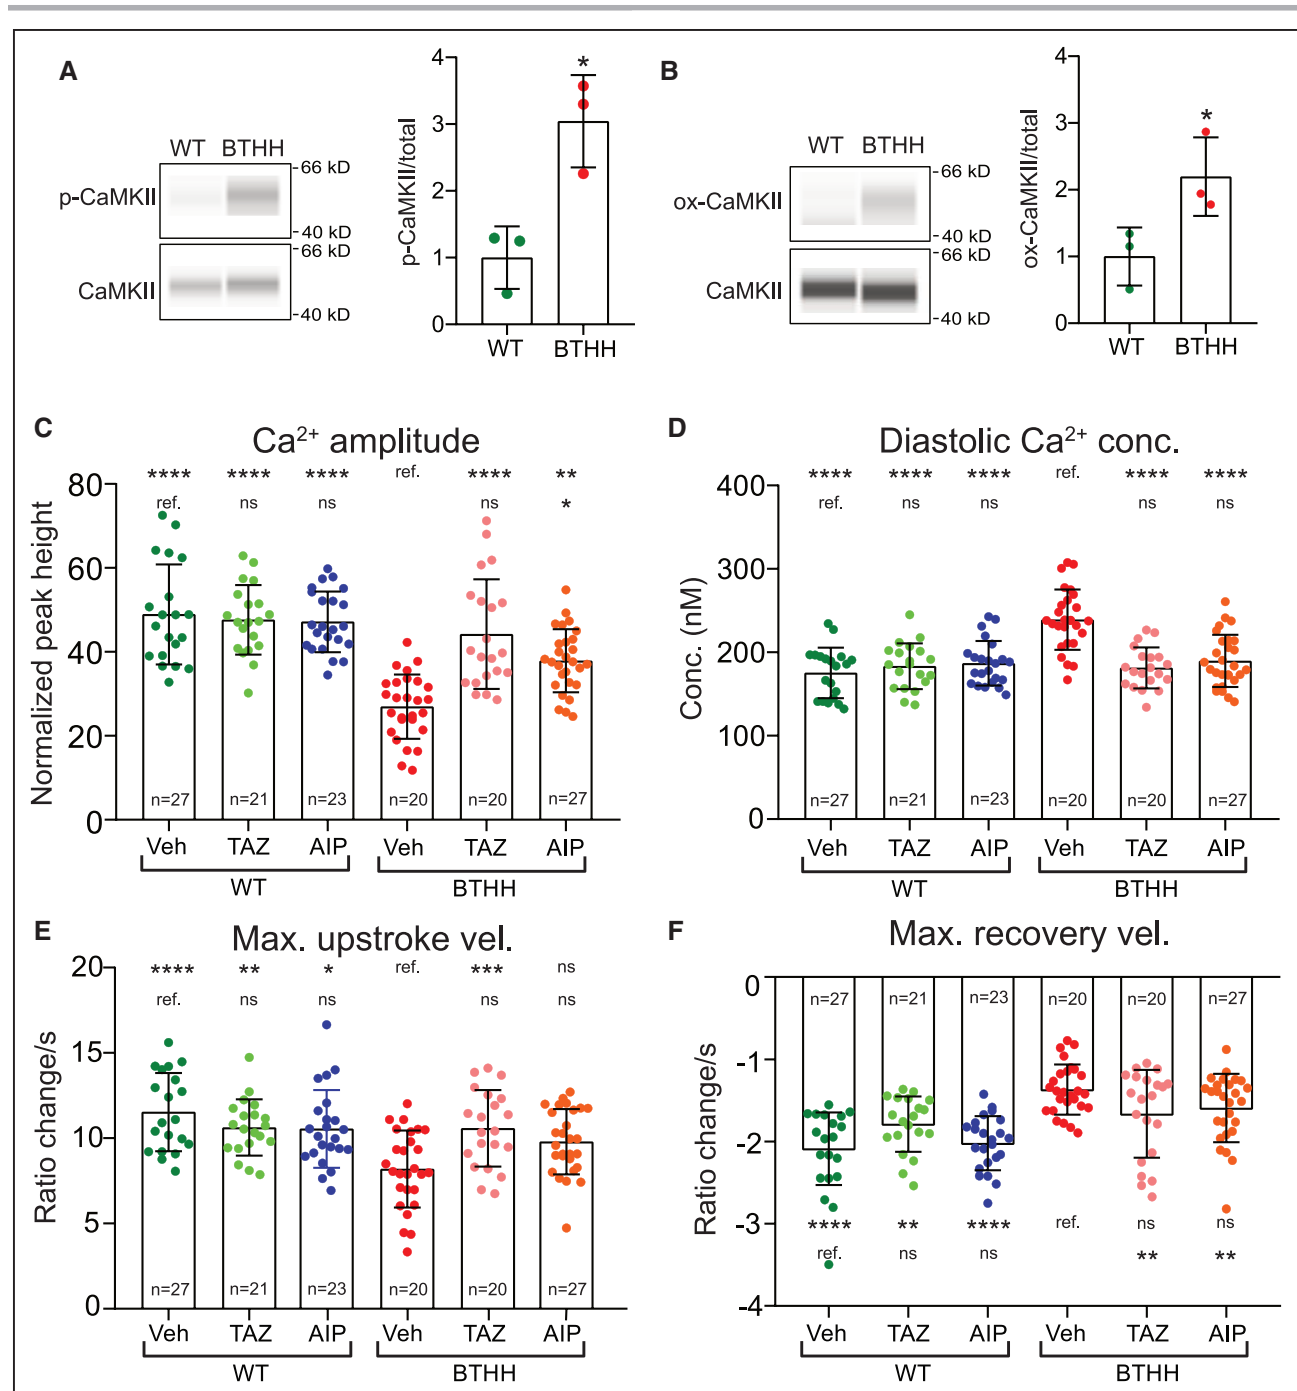 A
WT BTHH
p-CaMKII
-66 kD
-40 kD
-66 kD
CaMKII
-40 kD
p-CaMKII/total
4
3
2
1
0
*
WT BTHH
B
WT BTHH
ox-CaMKII
-66 kD
-40 kD
-66 kD
CaMKII
-40 kD
ox-CaMKII/total
4
3
2
1
0
*
WT BTHH
C
Ca²⁺ amplitude
**** **** **** ref. **** **
ref. ns ns ns *
Normalized peak height
80
60
40
20
0
n=27 n=21 n=23 n=20 n=20 n=27
Veh TAZ AIP Veh TAZ AIP
WT BTHH
D
Diastolic Ca²⁺ conc.
**** **** **** ref. **** ****
ref. ns ns ns ns
Conc. (nM)
400
300
200
100
0
n=27 n=21 n=23 n=20 n=20 n=27
Veh TAZ AIP Veh TAZ AIP
WT BTHH
E
Max. upstroke vel.
**** ** * ref. *** ns
ref. ns ns ns ns
Ratio change/s
20
15
10
5
0
n=27 n=21 n=23 n=20 n=20 n=27
Veh TAZ AIP Veh TAZ AIP
WT BTHH
F
Max. recovery vel.
Ratio change/s
0
-1
-2
-3
-4
n=27 n=21 n=23 n=20 n=20 n=27
**** ** **** ref. ns ns
ref. ns ns ** **
Veh TAZ AIP Veh TAZ AIP
WT BTHH